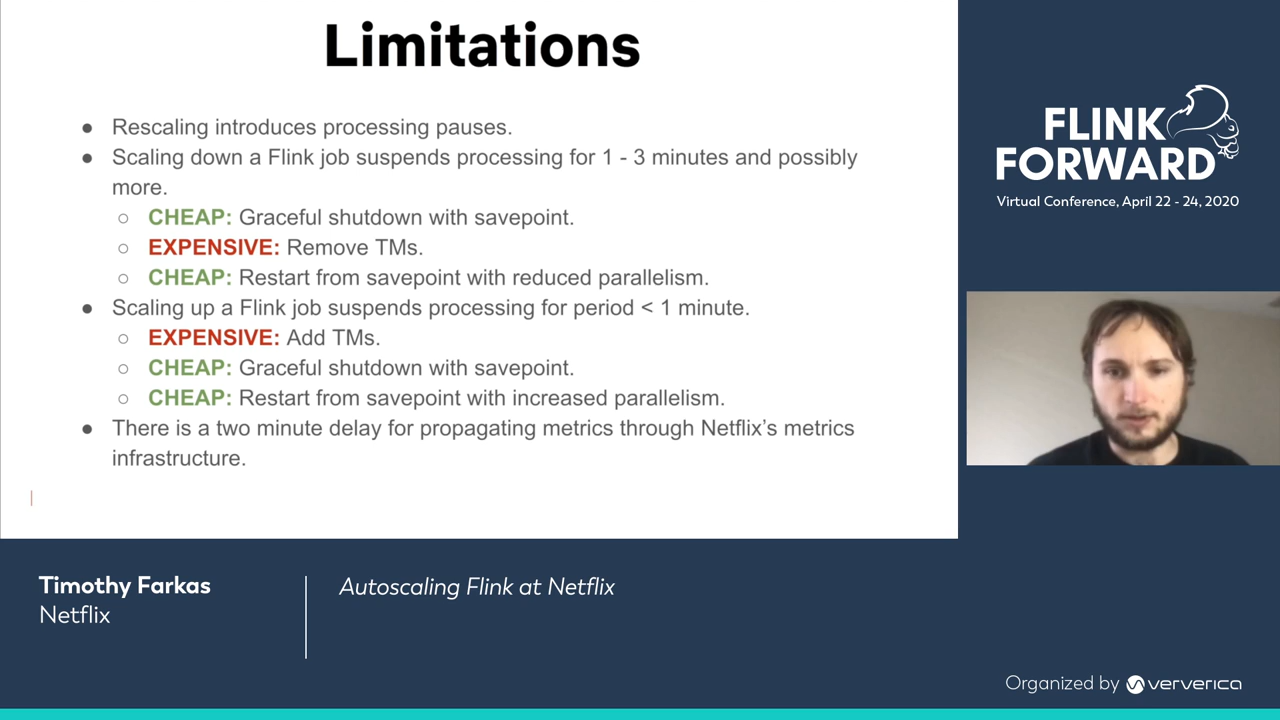 Limitations
● Rescaling introduces processing pauses.
● Scaling down a Flink job suspends processing for 1 - 3 minutes and possibly
more.
○ CHEAP: Graceful shutdown with savepoint.
○ EXPENSIVE: Remove TMs.
○ CHEAP: Restart from savepoint with reduced parallelism.
● Scaling up a Flink job suspends processing for period < 1 minute.
○ EXPENSIVE: Add TMs.
○ CHEAP: Graceful shutdown with savepoint.
○ CHEAP: Restart from savepoint with increased parallelism.
● There is a two minute delay for propagating metrics through Netflix’s metrics
infrastructure.
FLINK
FORWARD
Virtual Conference, April 22 - 24, 2020
Timothy Farkas
Netflix
Autoscaling Flink at Netflix
Organized by ververica